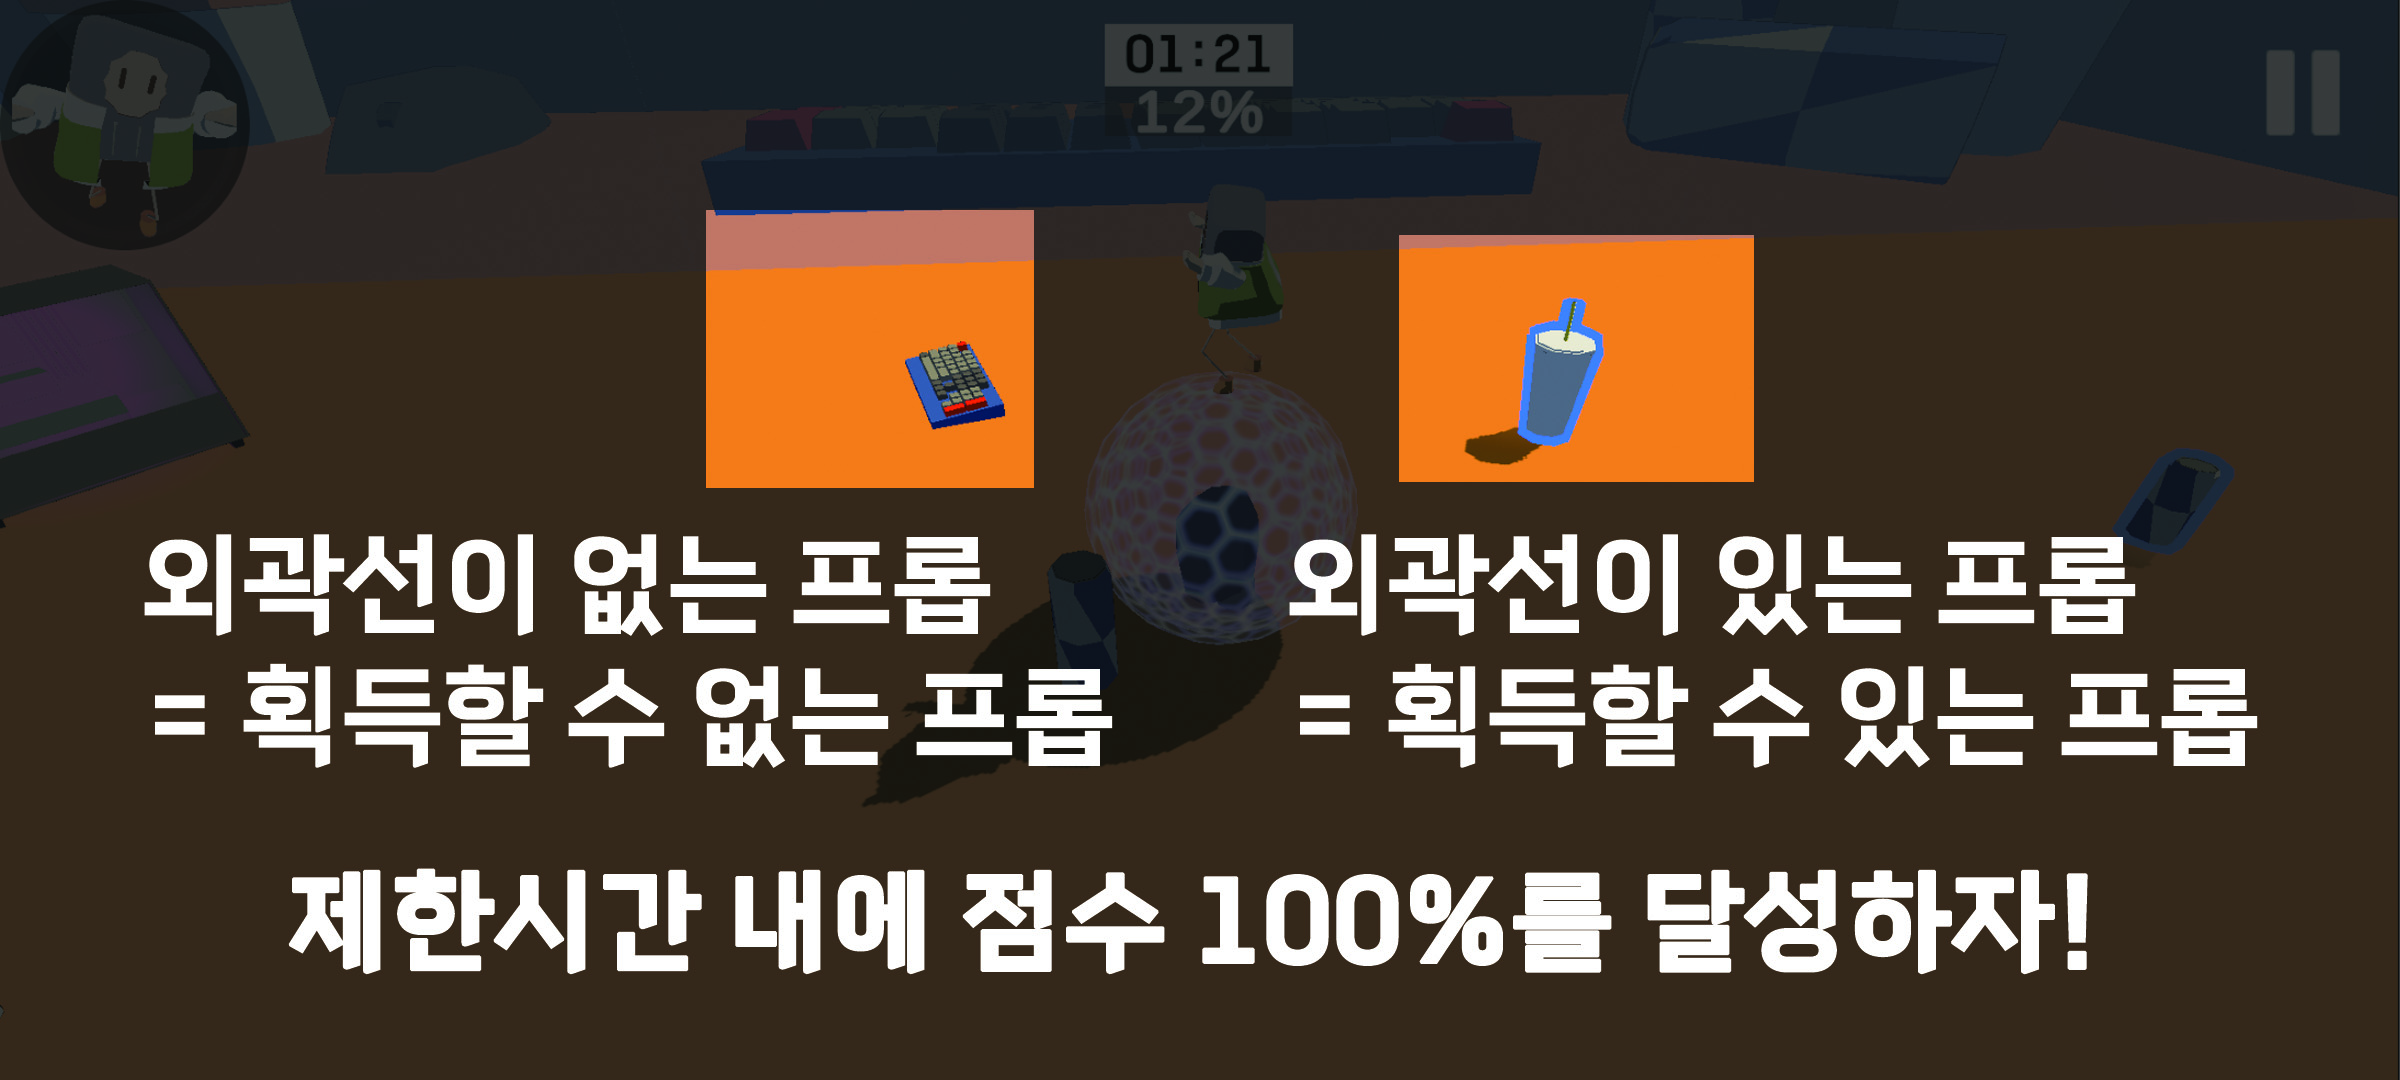 01:21
12%
외곽선이 없는 프롭
= 획득할 수 없는 프롭
외곽선이 있는 프롭
= 획득할 수 있는 프롭
제한시간 내에 점수 100%를 달성하자!